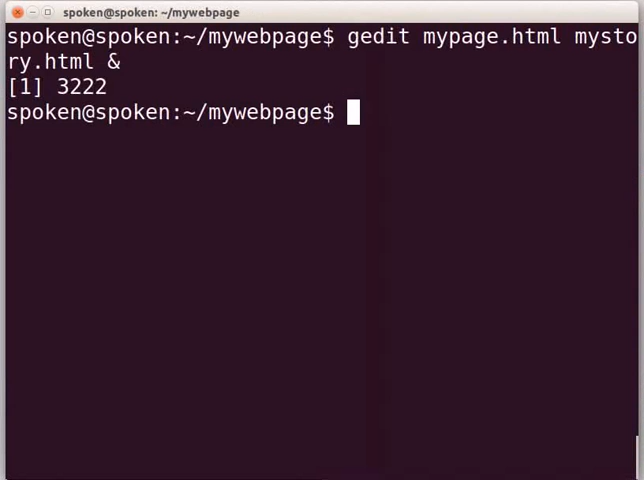 spoken@spoken: ~/mywebpage
spoken@spoken:~/mywebpage$ gedit mypage.html mysto
ry.html &
[1] 3222
spoken@spoken:~/mywebpage$